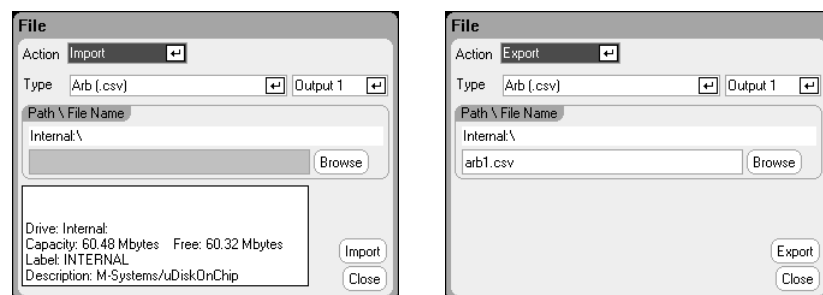 File
Action Import
Type Arb (.csv) Output 1
Path \ File Name
Internal:\
Browse
Drive: Internal:
Capacity: 60.48 Mbytes Free: 60.32 Mbytes
Label: INTERNAL
Description: M-Systems/uDiskOnChip
Import
Close
File
Action Export
Type Arb (.csv) Output 1
Path \ File Name
Internal:\
arb1.csv Browse
Export
Close